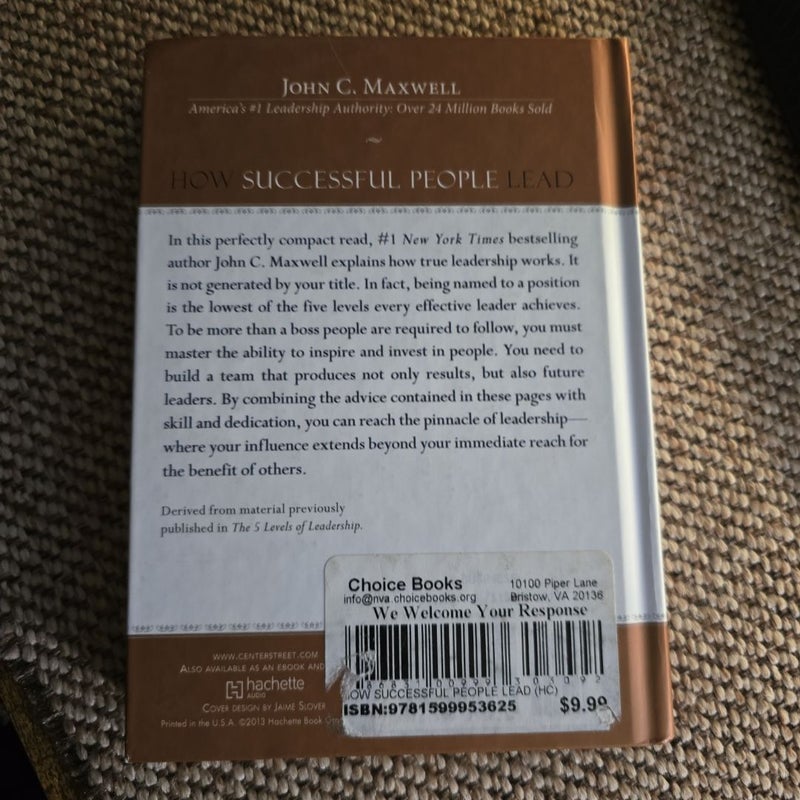 JOHN C. MAXWELL
America's #1 Leadership Authority: Over 24 Million Books Sold
HOW SUCCESSFUL PEOPLE LEAD
In this perfectly compact read, #1 New York Times bestselling
author John C. Maxwell explains how true leadership works. It
is not generated by your title. In fact, being named to a position
is the lowest of the five levels every effective leader achieves.
To be more than a boss people are required to follow, you must
master the ability to inspire and invest in people. You need to
build a team that produces not only results, but also future
leaders. By combining the advice contained in these pages with
skill and dedication, you can reach the pinnacle of leadership—
where your influence extends beyond your immediate reach for
the benefit of others.
Derived from material previously
published in The 5 Levels of Leadership.
Choice Books
info@nva.choicebooks.org
10100 Piper Lane
Bristow, VA 20136
We Welcome Your Response
OW SUCCESSFUL PEOPLE LEAD (HC)
ISBN:9781599953625 $9.99
WWW.CENTERSTREET.COM
ALSO AVAILABLE AS AN EBOOK AND
hachette
AUDIO
COVER DESIGN BY JAIME SLOVER
Printed in the U.S.A. ©2013 Hachette Book